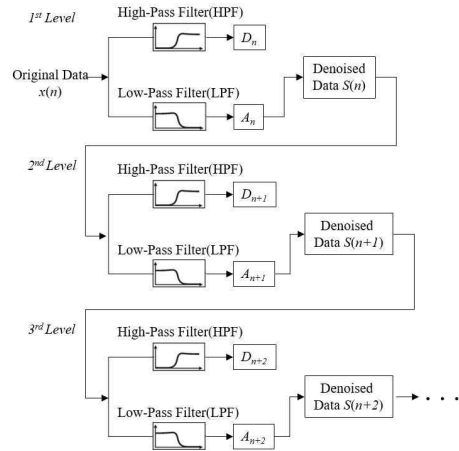 1st Level
High-Pass Filter(HPF)
Dn
Original Data
x(n)
Low-Pass Filter(LPF)
An
Denoised
Data S(n)
2nd Level
High-Pass Filter(HPF)
Dn+1
Low-Pass Filter(LPF)
An+1
Denoised
Data S(n+1)
3rd Level
High-Pass Filter(HPF)
Dn+2
Low-Pass Filter(LPF)
An+2
Denoised
Data S(n+2)
. . .